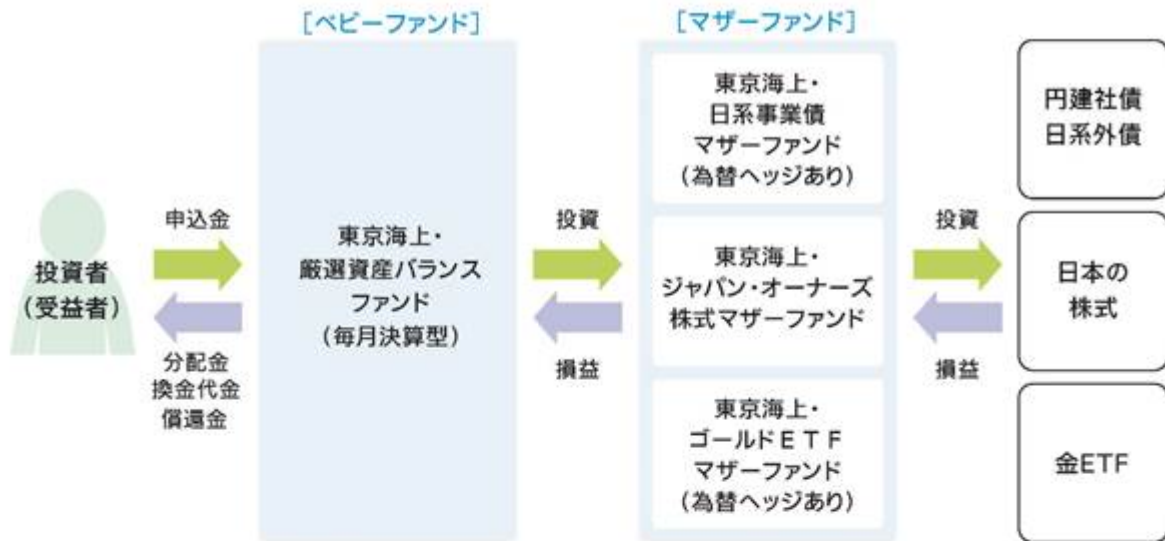 ［ベビーファンド］
［マザーファンド］
投資者
（受益者）
申込金
分配金
換金代金
償還金
東京海上・
厳選資産バランス
ファンド
（毎月決算型）
投資
損益
東京海上・
日系事業債
マザーファンド
（為替ヘッジあり）
東京海上・
ジャパン・オーナーズ
株式マザーファンド
東京海上・
ゴールドＥＴＦ
マザーファンド
（為替ヘッジあり）
投資
損益
円建社債
日系外債
日本の
株式
金ETF